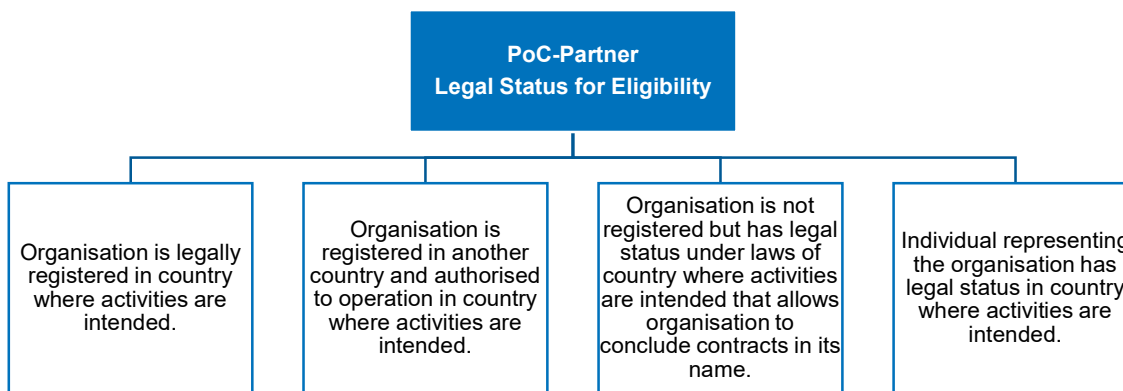 PoC-Partner
Legal Status for Eligibility
Organisation is legally
registered in country
where activities are
intended.
Organisation is
registered in another
country and authorised
to operation in country
where activities are
intended.
Organisation is not
registered but has legal
status under laws of
country where activities
are intended that allows
organisation to
conclude contracts in its
name.
Individual representing
the organisation has
legal status in country
where activities are
intended.